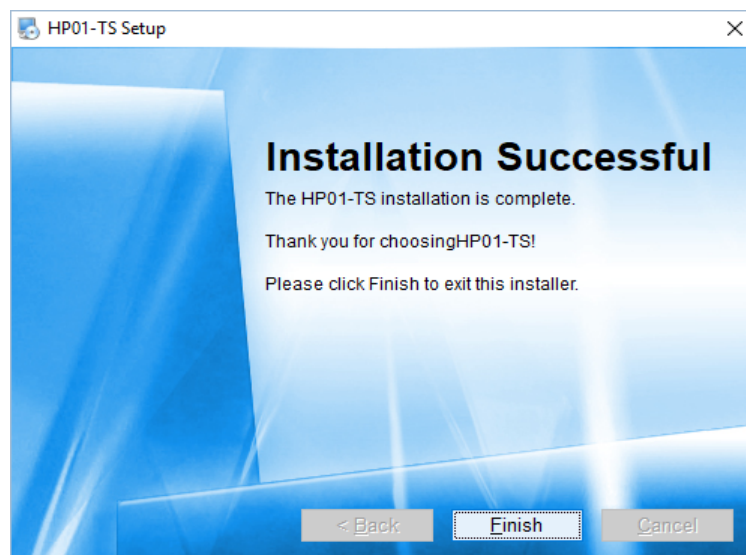 HP01-TS Setup
Installation Successful
The HP01-TS installation is complete.
Thank you for choosingHP01-TS!
Please click Finish to exit this installer.
< Back
Finish
Cancel